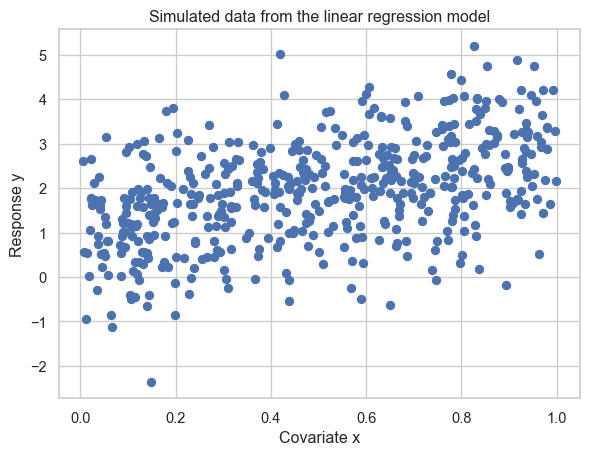 Simulated data from the linear regression model
5
4
3
2
1
0
−1
−2
Response y
0.0 0.2 0.4 0.6 0.8 1.0
Covariate x